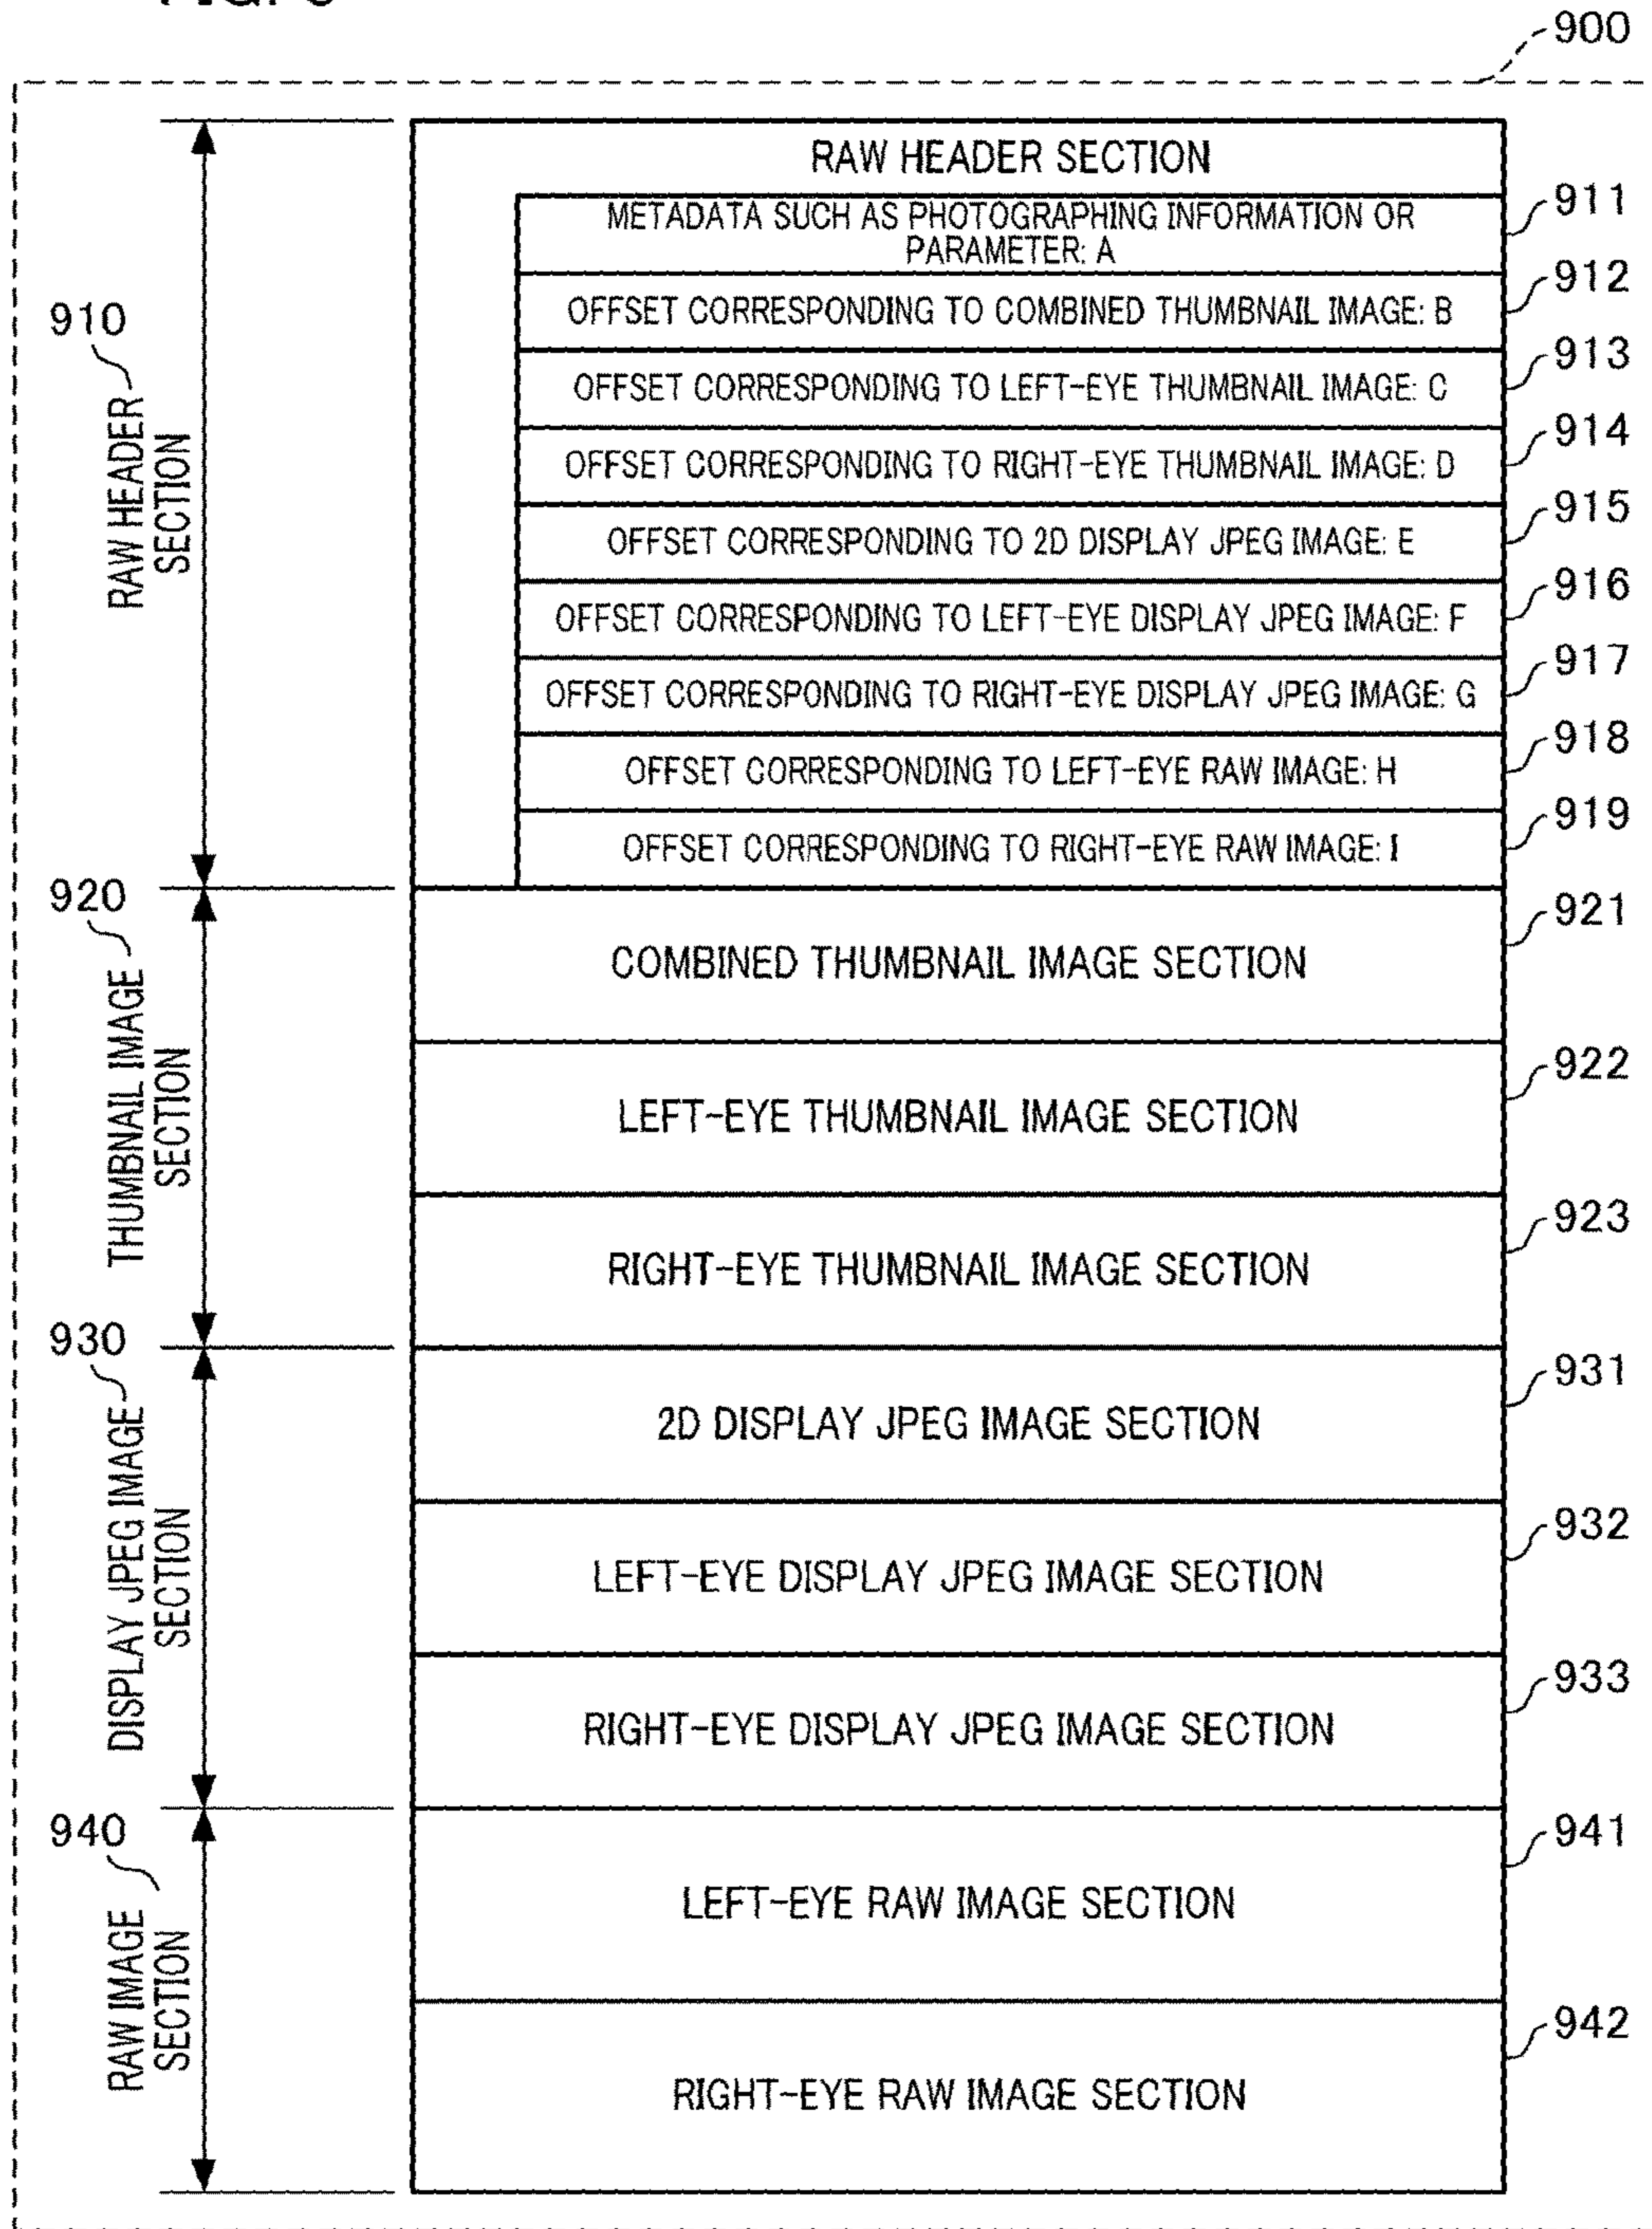 900
RAW HEADER SECTION
911
METADATA SUCH AS PHOTOGRAPHING INFORMATION OR
PARAMETER: A
912
OFFSET CORRESPONDING TO COMBINED THUMBNAIL IMAGE: B
913
OFFSET CORRESPONDING TO LEFT-EYE THUMBNAIL IMAGE: C
914
OFFSET CORRESPONDING TO RIGHT-EYE THUMBNAIL IMAGE: D
915
OFFSET CORRESPONDING TO 2D DISPLAY JPEG IMAGE: E
916
OFFSET CORRESPONDING TO LEFT-EYE DISPLAY JPEG IMAGE: F
917
OFFSET CORRESPONDING TO RIGHT-EYE DISPLAY JPEG IMAGE: G
918
OFFSET CORRESPONDING TO LEFT-EYE RAW IMAGE: H
919
OFFSET CORRESPONDING TO RIGHT-EYE RAW IMAGE: I
910
RAW HEADER
SECTION
920
THUMBNAIL IMAGE
SECTION
921
COMBINED THUMBNAIL IMAGE SECTION
922
LEFT-EYE THUMBNAIL IMAGE SECTION
923
RIGHT-EYE THUMBNAIL IMAGE SECTION
930
DISPLAY JPEG IMAGE
SECTION
931
2D DISPLAY JPEG IMAGE SECTION
932
LEFT-EYE DISPLAY JPEG IMAGE SECTION
933
RIGHT-EYE DISPLAY JPEG IMAGE SECTION
940
RAW IMAGE
SECTION
941
LEFT-EYE RAW IMAGE SECTION
942
RIGHT-EYE RAW IMAGE SECTION